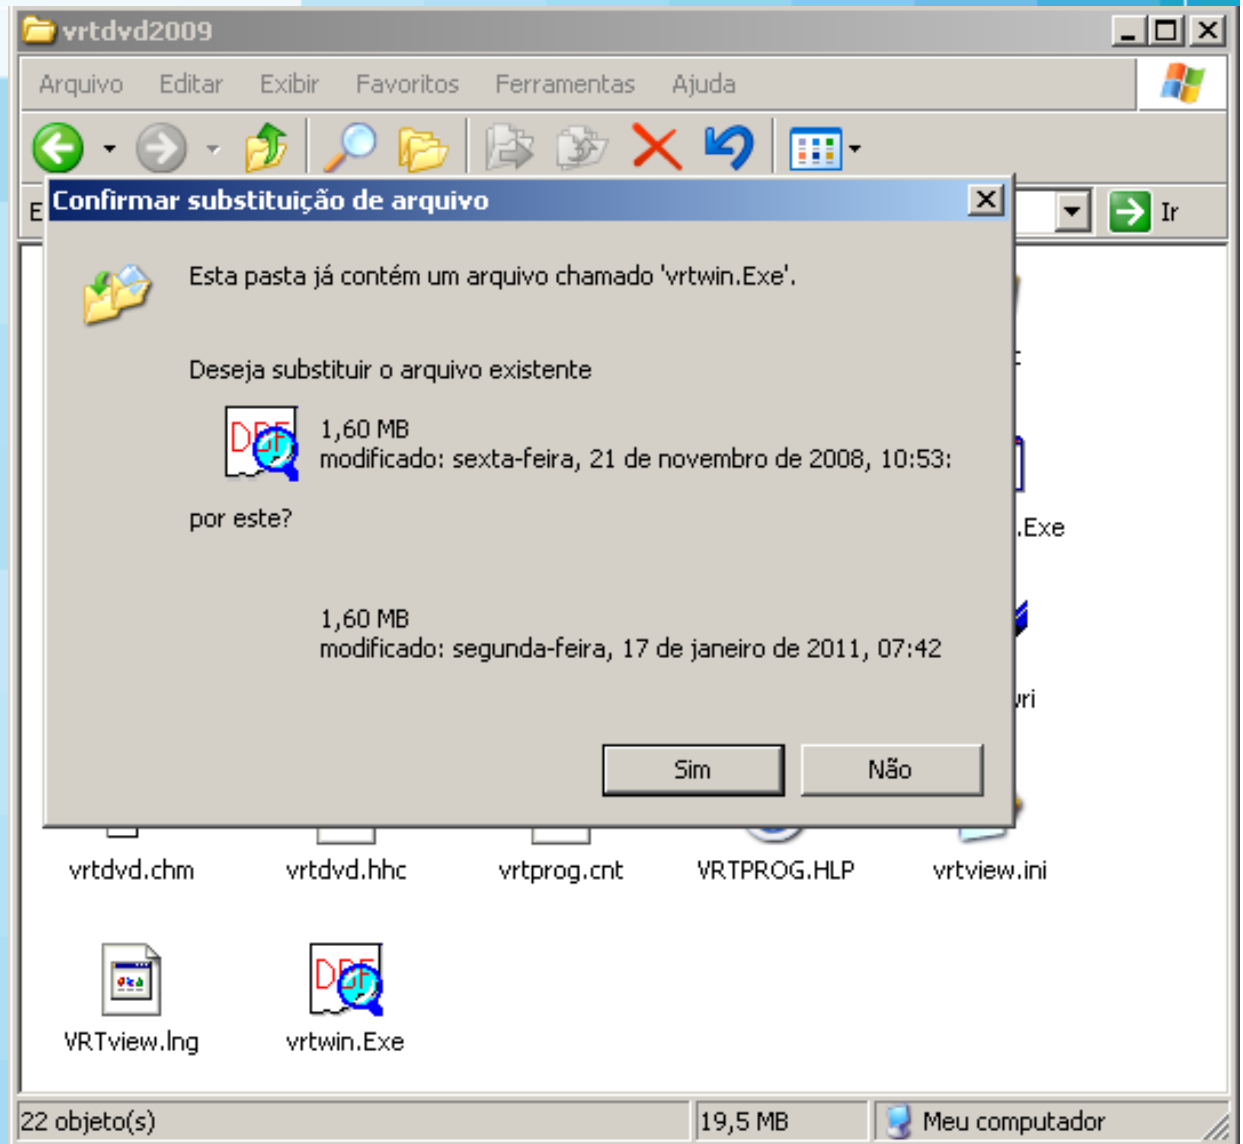 vrtdvd2009
Arquivo Editar Exibir Favoritos Ferramentas Ajuda
E
Ir
Confirmar substituição de arquivo
Esta pasta já contém um arquivo chamado 'vrtwin.Exe'.
Deseja substituir o arquivo existente
DBF
1,60 MB
modificado: sexta-feira, 21 de novembro de 2008, 10:53:
por este?
.Exe
1,60 MB
modificado: segunda-feira, 17 de janeiro de 2011, 07:42
Sim Não
vrtdvd.chm vrtdvd.hhc vrtprog.cnt VRTPROG.HLP vrtview.ini
DBF
VRTview.lng vrtwin.Exe
22 objeto(s) 19,5 MB Meu computador